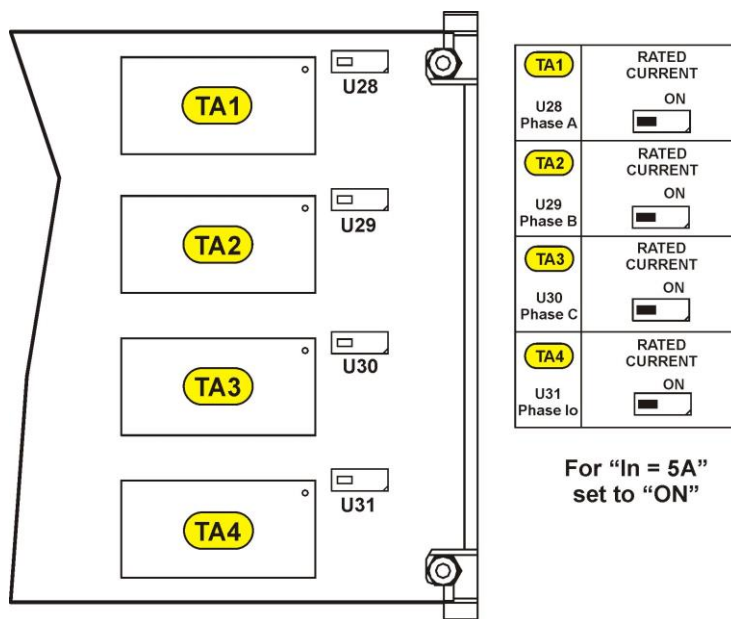 TA1
U28
TA2
U29
TA3
U30
TA4
U31
TA1
U28
Phase A
RATED
CURRENT
ON
TA2
U29
Phase B
RATED
CURRENT
ON
TA3
U30
Phase C
RATED
CURRENT
ON
TA4
U31
Phase Io
RATED
CURRENT
ON
For “In = 5A”
set to “ON”